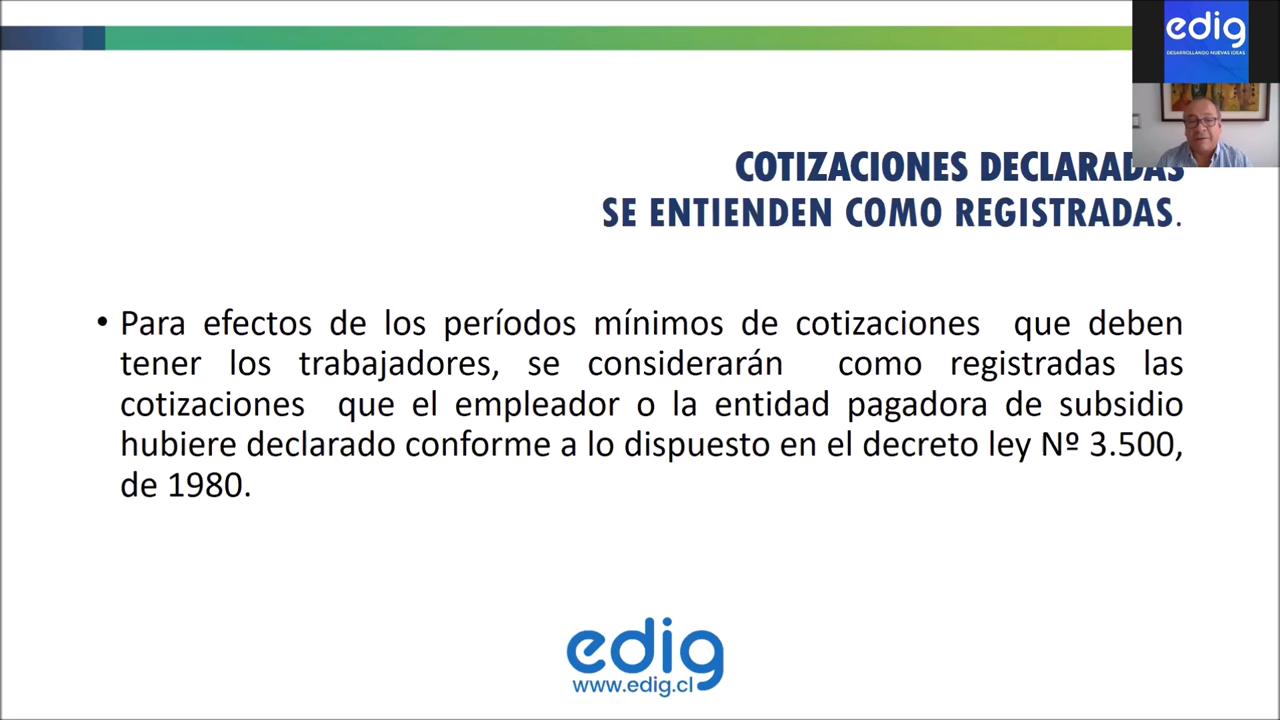 edig
DESARROLLANDO NUEVAS IDEAS
COTIZACIONES DECLARADAS
SE ENTIENDEN COMO REGISTRADAS.
• Para efectos de los períodos mínimos de cotizaciones que deben
tener los trabajadores, se considerarán como registradas las
cotizaciones que el empleador o la entidad pagadora de subsidio
hubiere declarado conforme a lo dispuesto en el decreto ley Nº 3.500,
de 1980.
edig
www.edig.cl